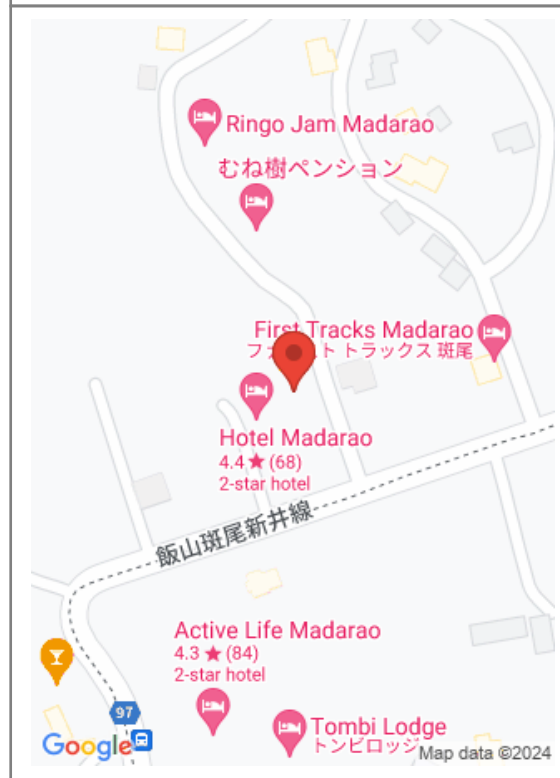 Ringo Jam Madarao
むね樹ペンション
First Tracks Madarao
ト トラックス 斑尾
Hotel Madarao
4.4 ★ (68)
2-star hotel
飯山斑尾新井線
Active Life Madarao
4.3 ★ (84)
2-star hotel
97
Tombi Lodge
トンビロッジ
Google
Map data ©2024